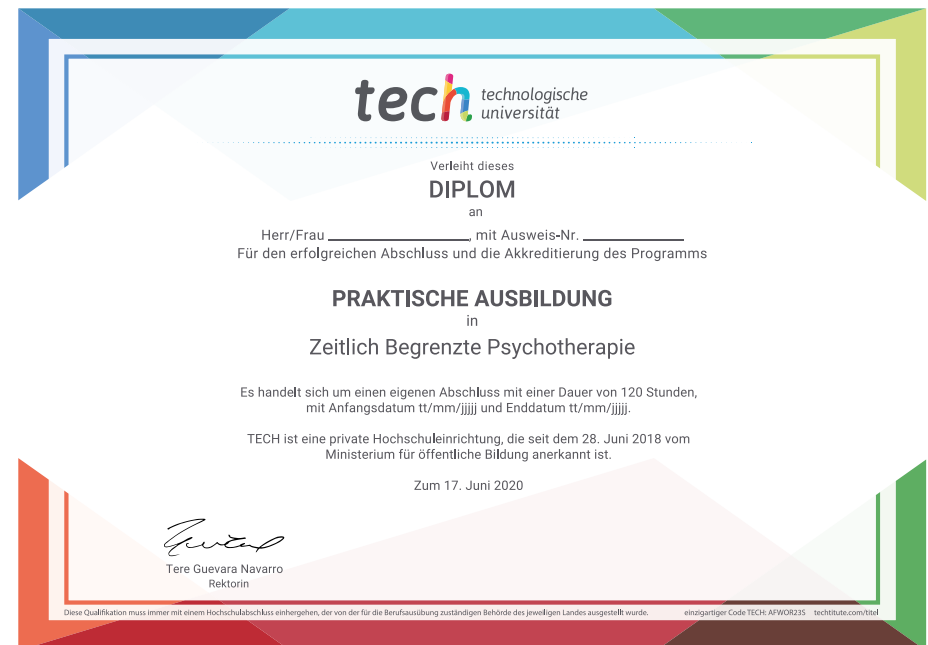 tech technologische
universität
Verleiht dieses
DIPLOM
an
Herr/Frau ____________________, mit Ausweis-Nr. ______________
Für den erfolgreichen Abschluss und die Akkreditierung des Programms
PRAKTISCHE AUSBILDUNG
in
Zeitlich Begrenzte Psychotherapie
Es handelt sich um einen eigenen Abschluss mit einer Dauer von 120 Stunden,
mit Anfangsdatum tt/mm/jjjjj und Enddatum tt/mm/jjjjj.
TECH ist eine private Hochschuleinrichtung, die seit dem 28. Juni 2018 vom
Ministerium für öffentliche Bildung anerkannt ist.
Zum 17. Juni 2020
Tere Guevara Navarro
Rektorin
Diese Qualifikation muss immer mit einem Hochschulabschluss einhergehen, der von der für die Berufsausübung zuständigen Behörde des jeweiligen Landes ausgestellt wurde. einzigartiger Code TECH: AFWOR23S techtitute.com/titel